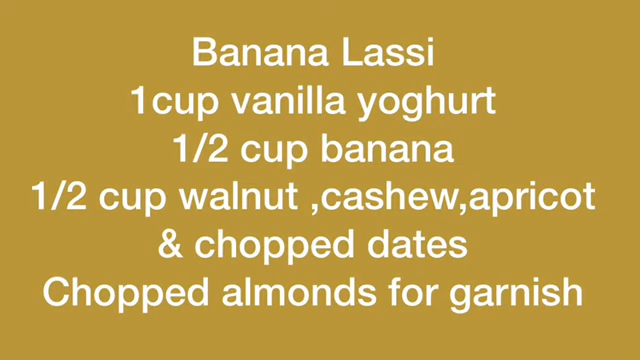 Banana Lassi
1cup vanilla yoghurt
1/2 cup banana
1/2 cup walnut ,cashew,apricot
& chopped dates
Chopped almonds for garnish